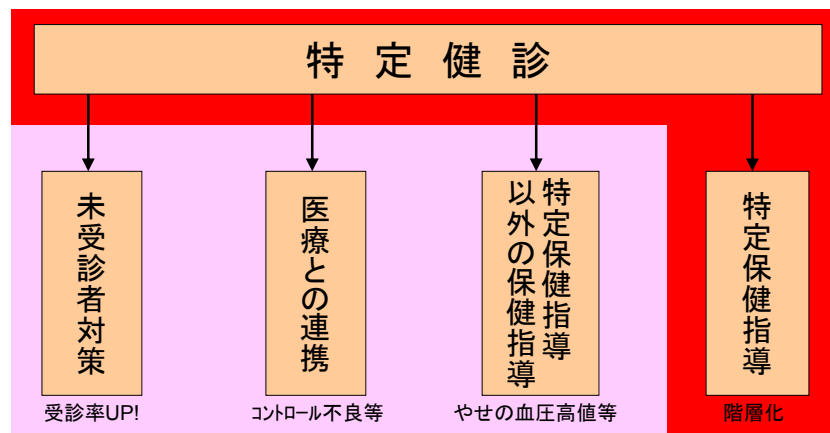 特定健診
未受診者対策
医療との連携
特定保健指導
以外の保健指導
特定保健指導
受診率UP!
コントロール不良等
やせの血圧高値等
階層化